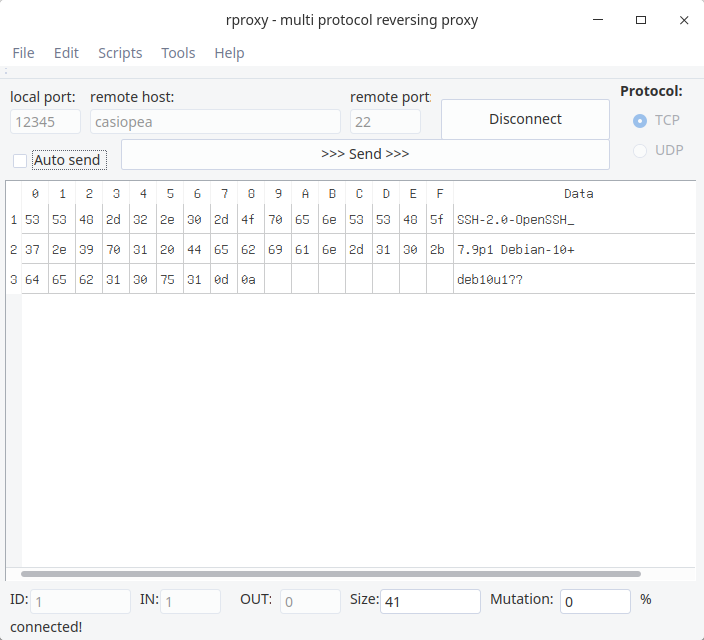 rproxy - multi protocol reversing proxy
File Edit Scripts Tools Help
local port: remote host: remote port: Protocol:
12345 casiopea 22 Disconnect TCP
Auto send >>> Send >>> UDP
0 1 2 3 4 5 6 7 8 9 A B C D E F Data
1 53 53 48 2d 32 2e 30 2d 4f 70 65 6e 53 53 48 5f SSH-2.0-OpenSSH_
2 37 2e 39 70 31 20 44 65 62 69 61 6e 2d 31 30 2b 7.9p1 Debian-10+
3 64 65 62 31 30 75 31 0d 0a deb10u1??
ID: 1 IN: 1 OUT: 0 Size: 41 Mutation: 0 %
connected!